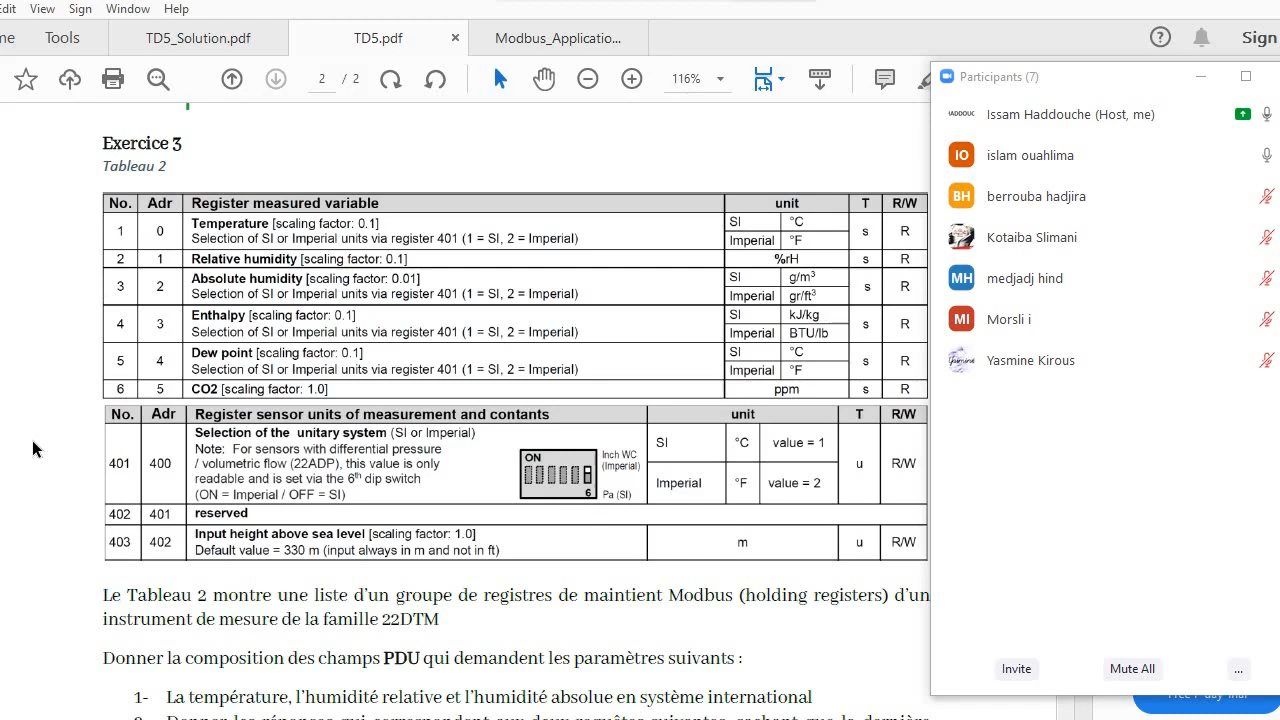 Edit View Sign Window Help
me Tools TD5_Solution.pdf TD5.pdf × Modbus_Applicatio... ? Sign
2 / 2 116%
Exercice 3
Tableau 2
No. Adr Register measured variable unit T R/W
1 0 Temperature [scaling factor: 0.1] SI °C s R
Selection of SI or Imperial units via register 401 (1 = SI, 2 = Imperial) Imperial °F
2 1 Relative humidity [scaling factor: 0.1] %rH s R
3 2 Absolute humidity [scaling factor: 0.01] SI g/m³ s R
Selection of SI or Imperial units via register 401 (1 = SI, 2 = Imperial) Imperial gr/ft³
4 3 Enthalpy [scaling factor: 0.1] SI kJ/kg s R
Selection of SI or Imperial units via register 401 (1 = SI, 2 = Imperial) Imperial BTU/lb
5 4 Dew point [scaling factor: 0.1] SI °C s R
Selection of SI or Imperial units via register 401 (1 = SI, 2 = Imperial) Imperial °F
6 5 CO2 [scaling factor: 1.0] ppm s R
No. Adr Register sensor units of measurement and contants unit T R/W
401 400 Selection of the unitary system (SI or Imperial) SI °C value = 1 u R/W
Note: For sensors with differential pressure
/ volumetric flow (22ADP), this value is only
readable and is set via the 6th dip switch Imperial °F value = 2
(ON = Imperial / OFF = SI)
ON Inch WC
(Imperial)
6 Pa (SI)
402 401 reserved
403 402 Input height above sea level [scaling factor: 1.0] m u R/W
Default value = 330 m (input always in m and not in ft)
Le Tableau 2 montre une liste d'un groupe de registres de maintient Modbus (holding registers) d'un
instrument de mesure de la famille 22DTM
Donner la composition des champs PDU qui demandent les paramètres suivants :
1- La température, l'humidité relative et l'humidité absolue en système international
Participants (7)
HADDOUC Issam Haddouche (Host, me)
IO islam ouahlima
BH berrouba hadjira
Kotaiba Slimani
MH medjadj hind
MI Morsli i
Yasmine Yasmine Kirous
Invite Mute All ...